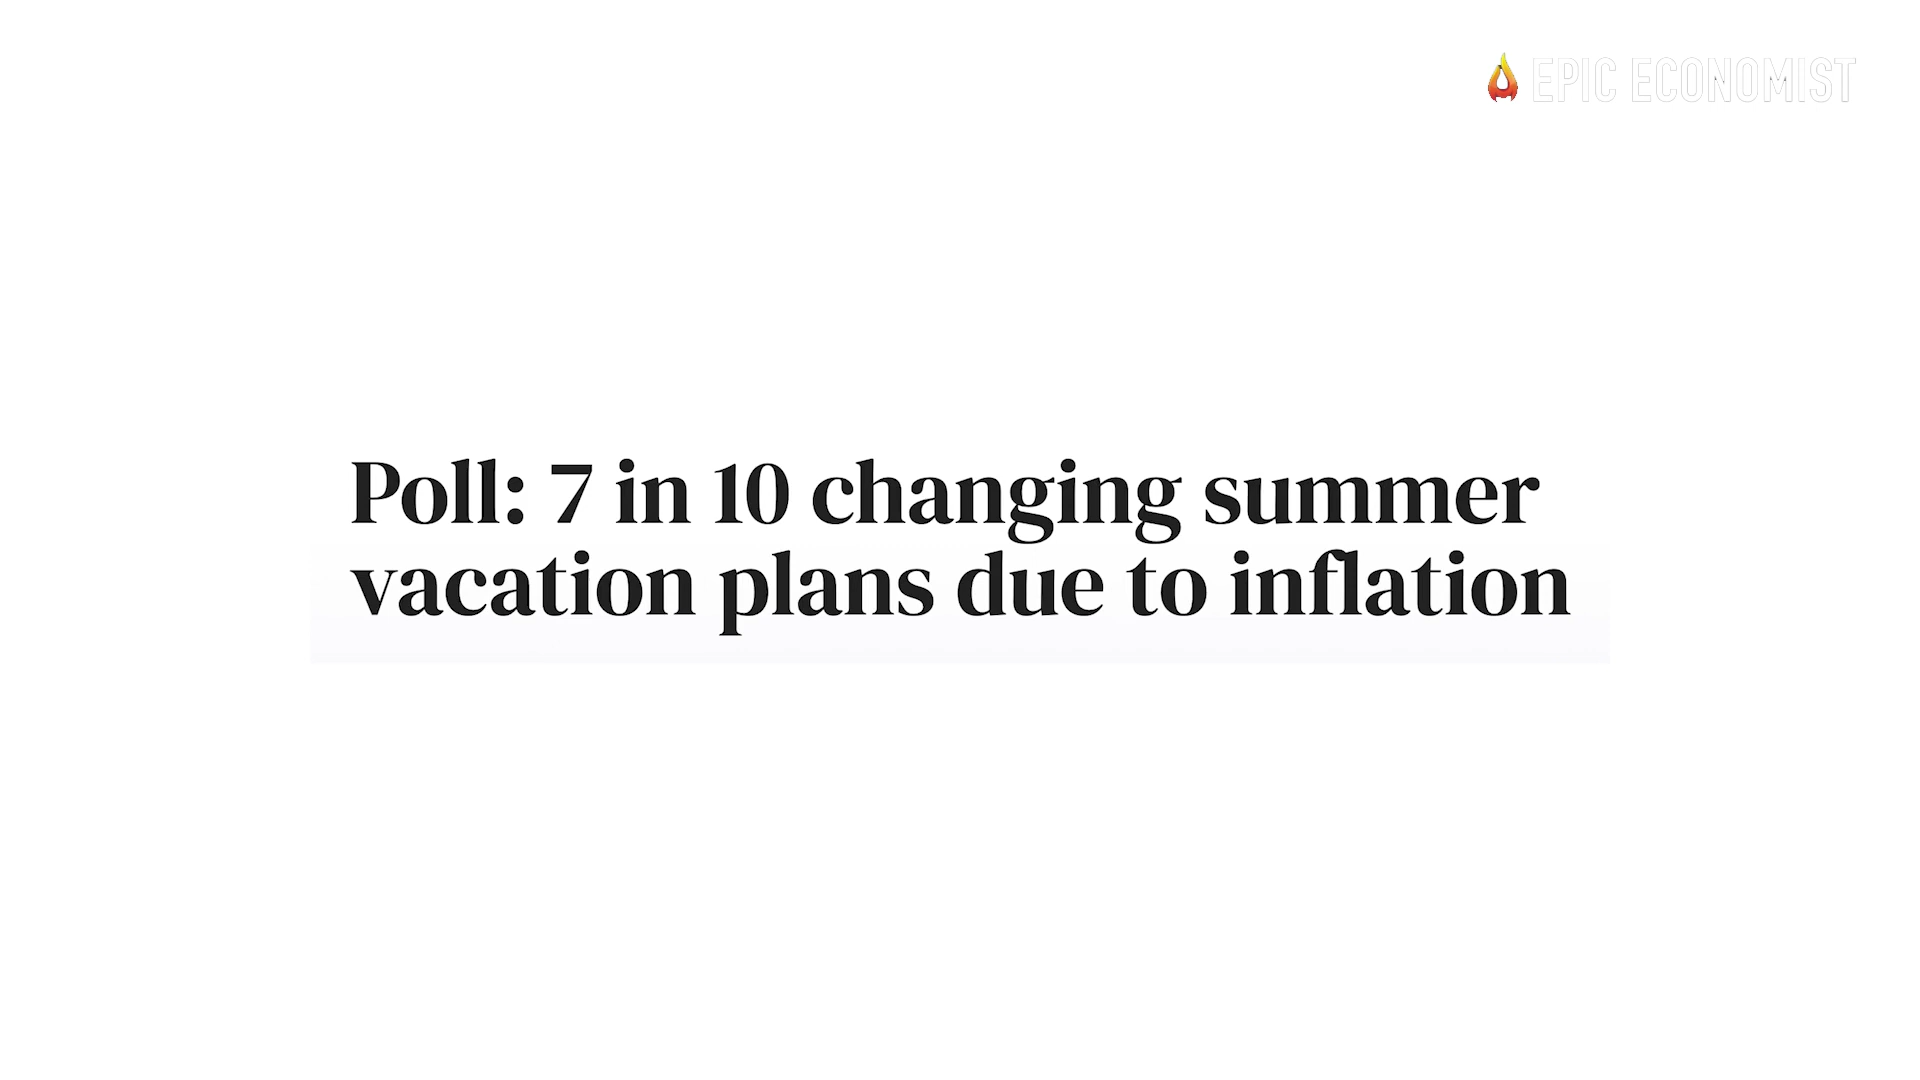 EPIC ECONOMIST
Poll: 7 in 10 changing summer
vacation plans due to inflation